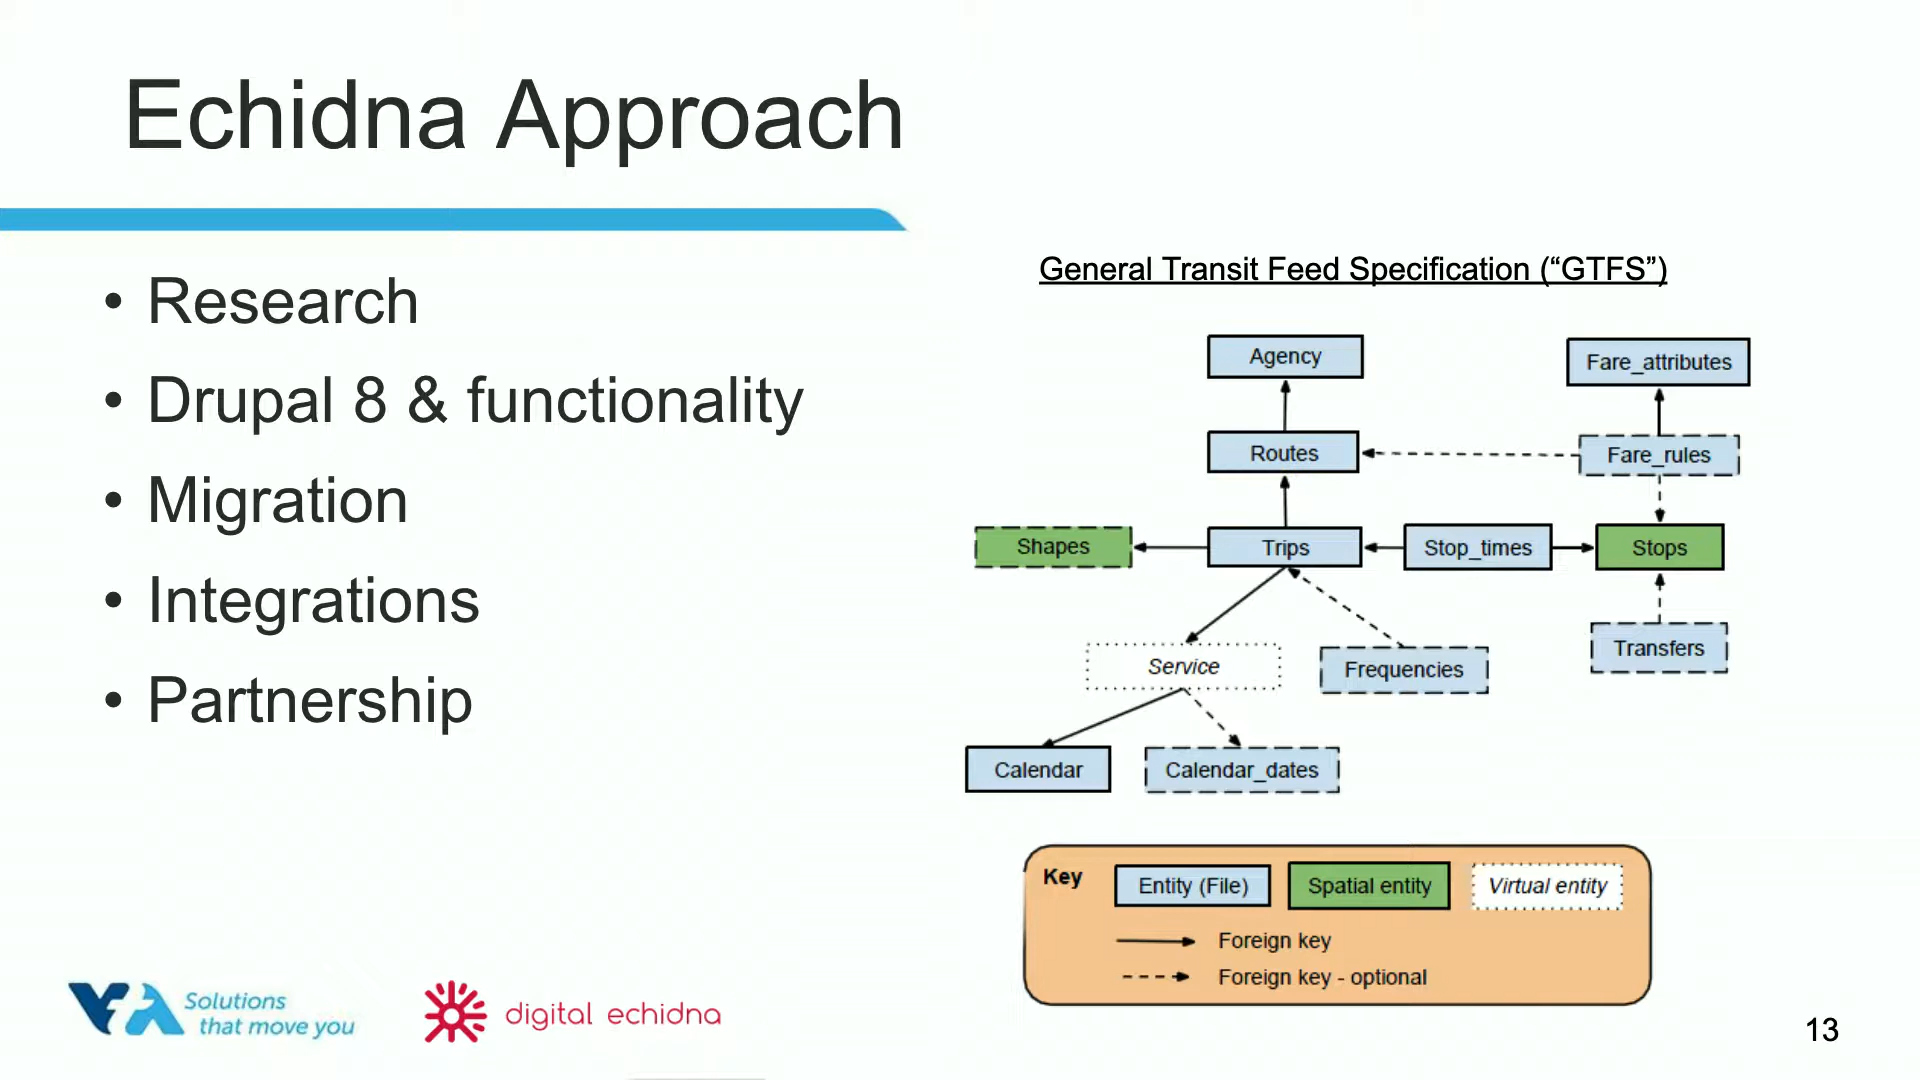 Echidna Approach
• Research
• Drupal 8 & functionality
• Migration
• Integrations
• Partnership
General Transit Feed Specification (“GTFS”)
Agency
Fare_attributes
Routes
Fare_rules
Shapes
Trips
Stop_times
Stops
Service
Frequencies
Transfers
Calendar
Calendar_dates
Key
Entity (File)
Spatial entity
Virtual entity
Foreign key
Foreign key - optional
VTA
Solutions
that move you
digital echidna
13